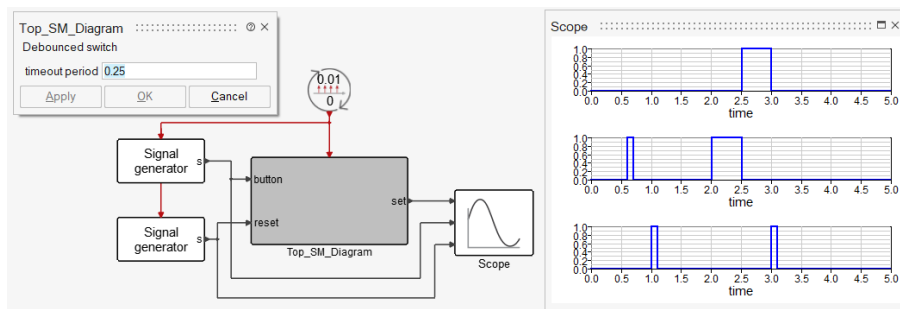 Top_SM_Diagram
Debounced switch
timeout period 0.25
Apply OK Cancel
0.01
0
Signal
generator
s
Signal
generator
s
button
reset
set
Top_SM_Diagram
Scope
Scope
1.0
0.8
0.6
0.4
0.2
0.0
0.0 0.5 1.0 1.5 2.0 2.5 3.0 3.5 4.0 4.5 5.0
time
1.0
0.8
0.6
0.4
0.2
0.0
0.0 0.5 1.0 1.5 2.0 2.5 3.0 3.5 4.0 4.5 5.0
time
1.0
0.8
0.6
0.4
0.2
0.0
0.0 0.5 1.0 1.5 2.0 2.5 3.0 3.5 4.0 4.5 5.0
time